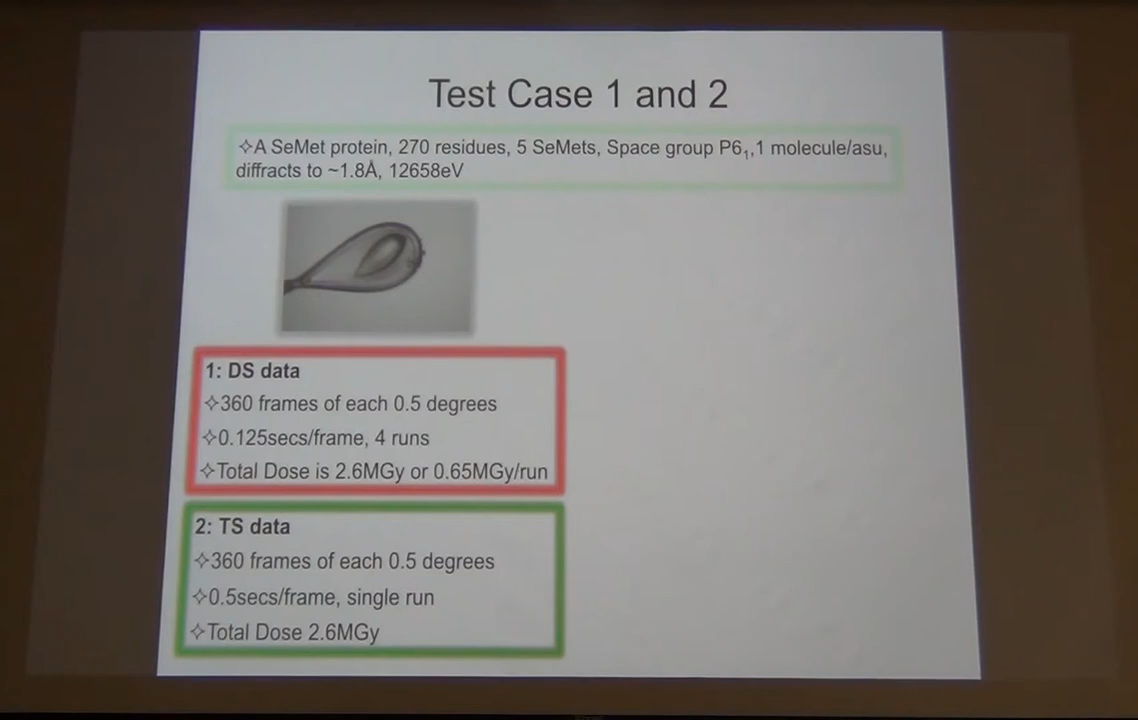 Test Case 1 and 2
✧A SeMet protein, 270 residues, 5 SeMets, Space group P6₁,1 molecule/asu,
diffracts to ~1.8Å, 12658eV
1: DS data
✧360 frames of each 0.5 degrees
✧0.125secs/frame, 4 runs
✧Total Dose is 2.6MGy or 0.65MGy/run
2: TS data
✧360 frames of each 0.5 degrees
✧0.5secs/frame, single run
✧Total Dose 2.6MGy